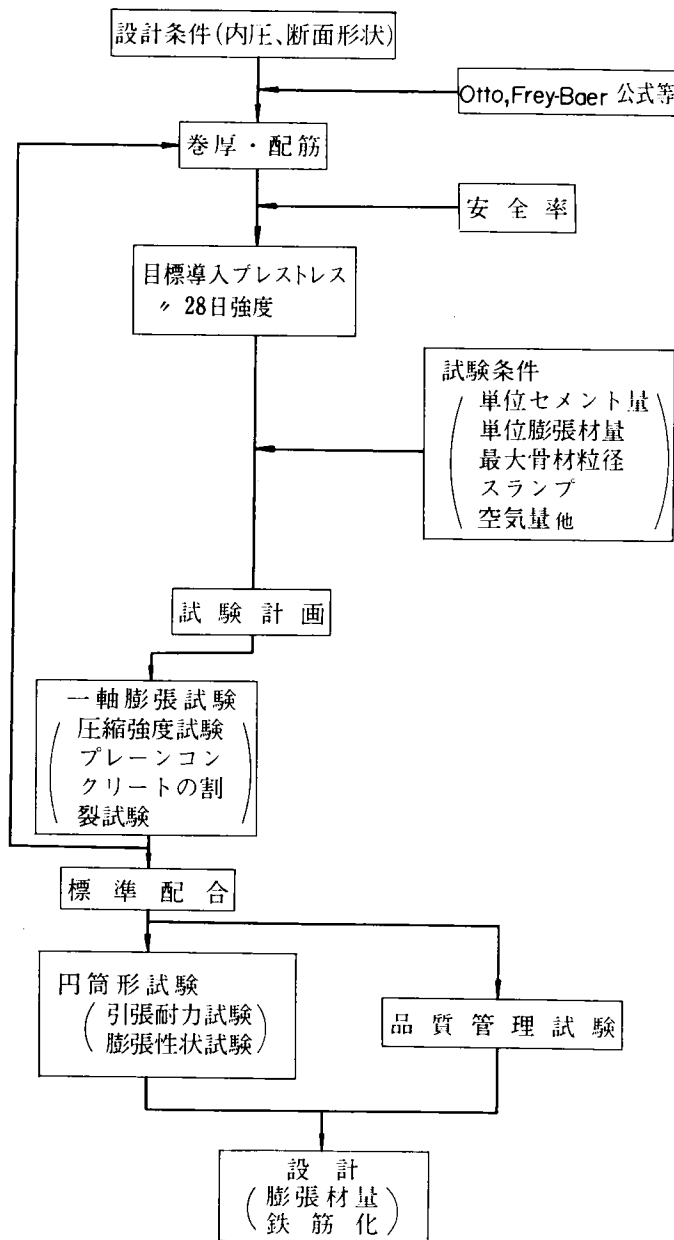 設計条件(内圧、断面形状)
Otto,Frey-Baer 公式等
巻厚・配筋
安全率
目標導入プレストレス
〃 28日強度
試験条件
単位セメント量
単位膨張材量
最大骨材粒径
スランプ
空気量他
試験計画
一軸膨張試験
圧縮強度試験
プレーンコン
クリートの割
裂試験
標準配合
円筒形試験
(引張耐力試験
膨張性状試験)
品質管理試験
設計
(膨張材量
鉄筋化)